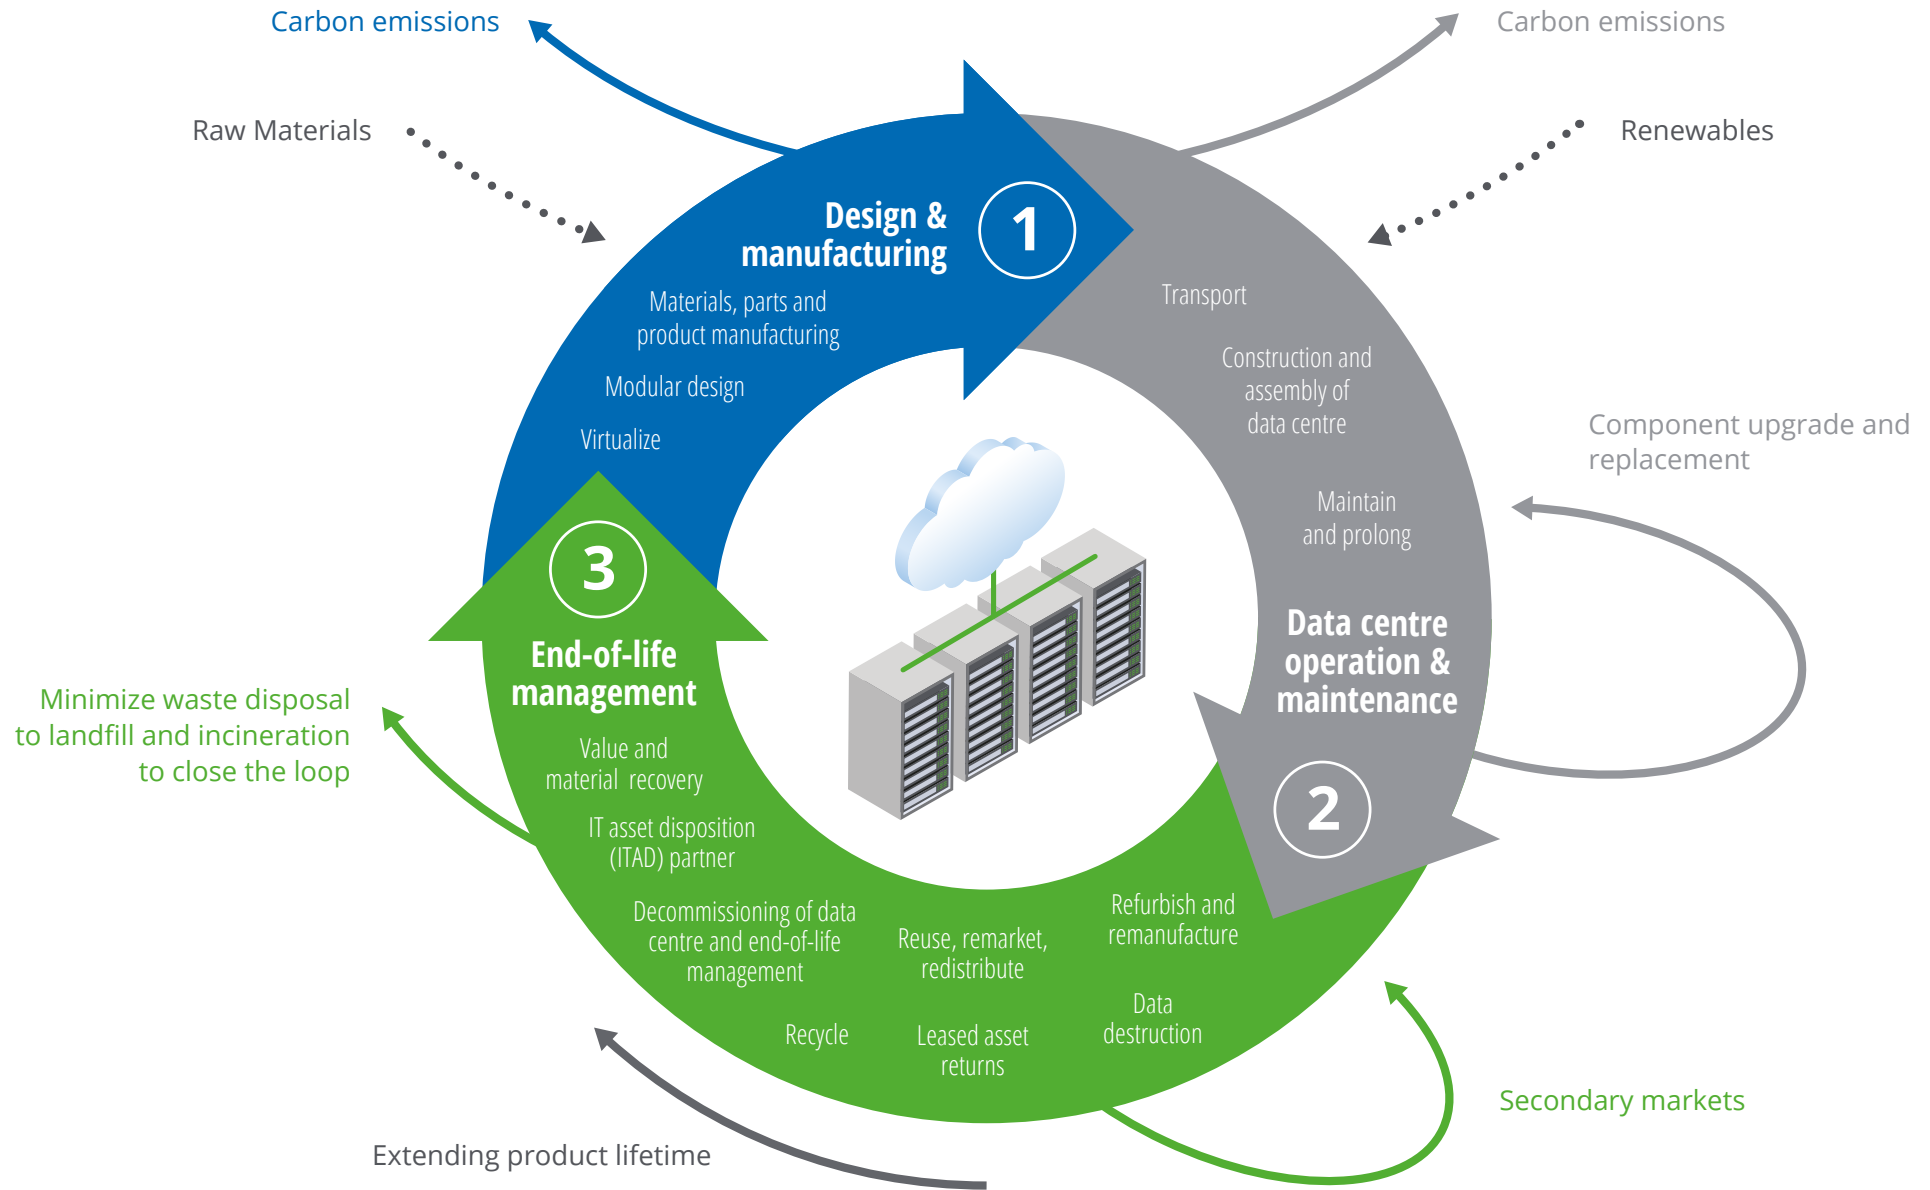 Carbon emissions
Carbon emissions
Raw Materials
Renewables
Design &
manufacturing
1
Materials, parts and
product manufacturing
Modular design
Virtualize
Transport
Construction and
assembly of
data centre
Maintain
and prolong
Component upgrade and
replacement
Data centre
operation &
maintenance
2
3
End-of-life
management
Value and
material recovery
IT asset disposition
(ITAD) partner
Decommissioning of data
centre and end-of-life
management
Reuse, remarket,
redistribute
Refurbish and
remanufacture
Recycle
Leased asset
returns
Data
destruction
Minimize waste disposal
to landfill and incineration
to close the loop
Secondary markets
Extending product lifetime